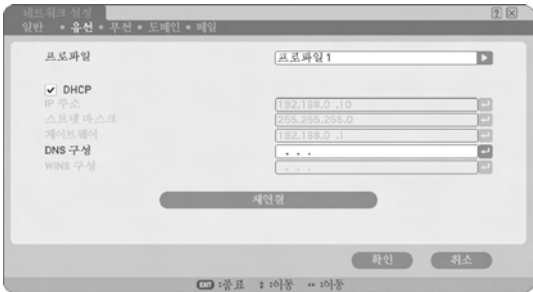 네트워크 설정
일반 • 유선 • 무선 • 도메인 • 메일
프로파일 프로파일 1
DHCP
IP 주소 192.168.0 .10
서브넷 마스크 255.255.255.0
게이트웨이 192.168.0 .1
DNS 구성 . . .
WINS 구성 . . .
재연결
확인 취소
EXIT :종료 :이동 :이동